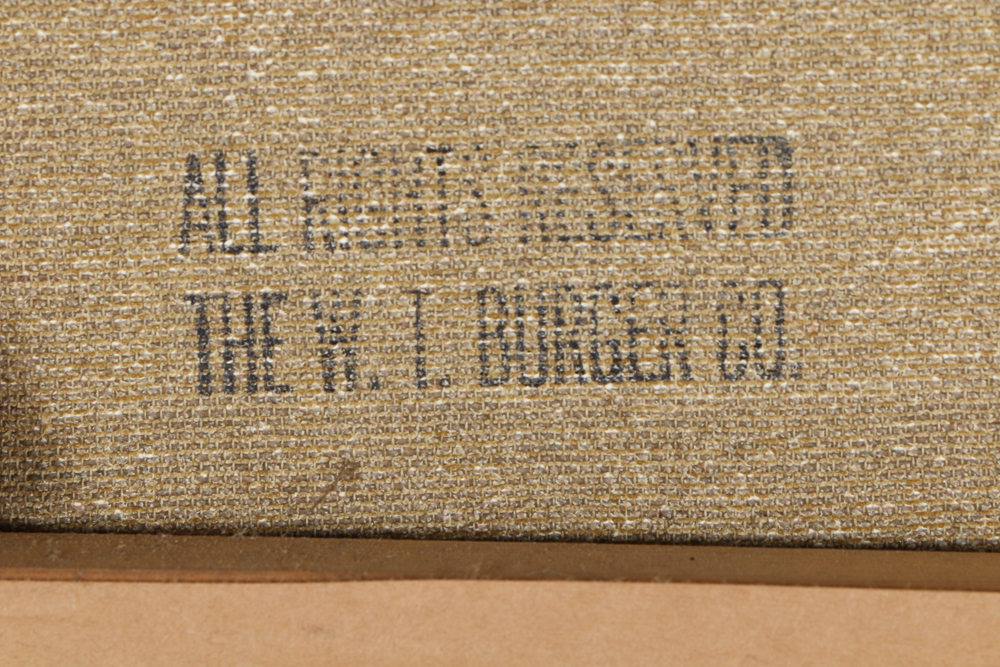 ALL RIGHTS RESERVED
THE W. T. BURGER CO.